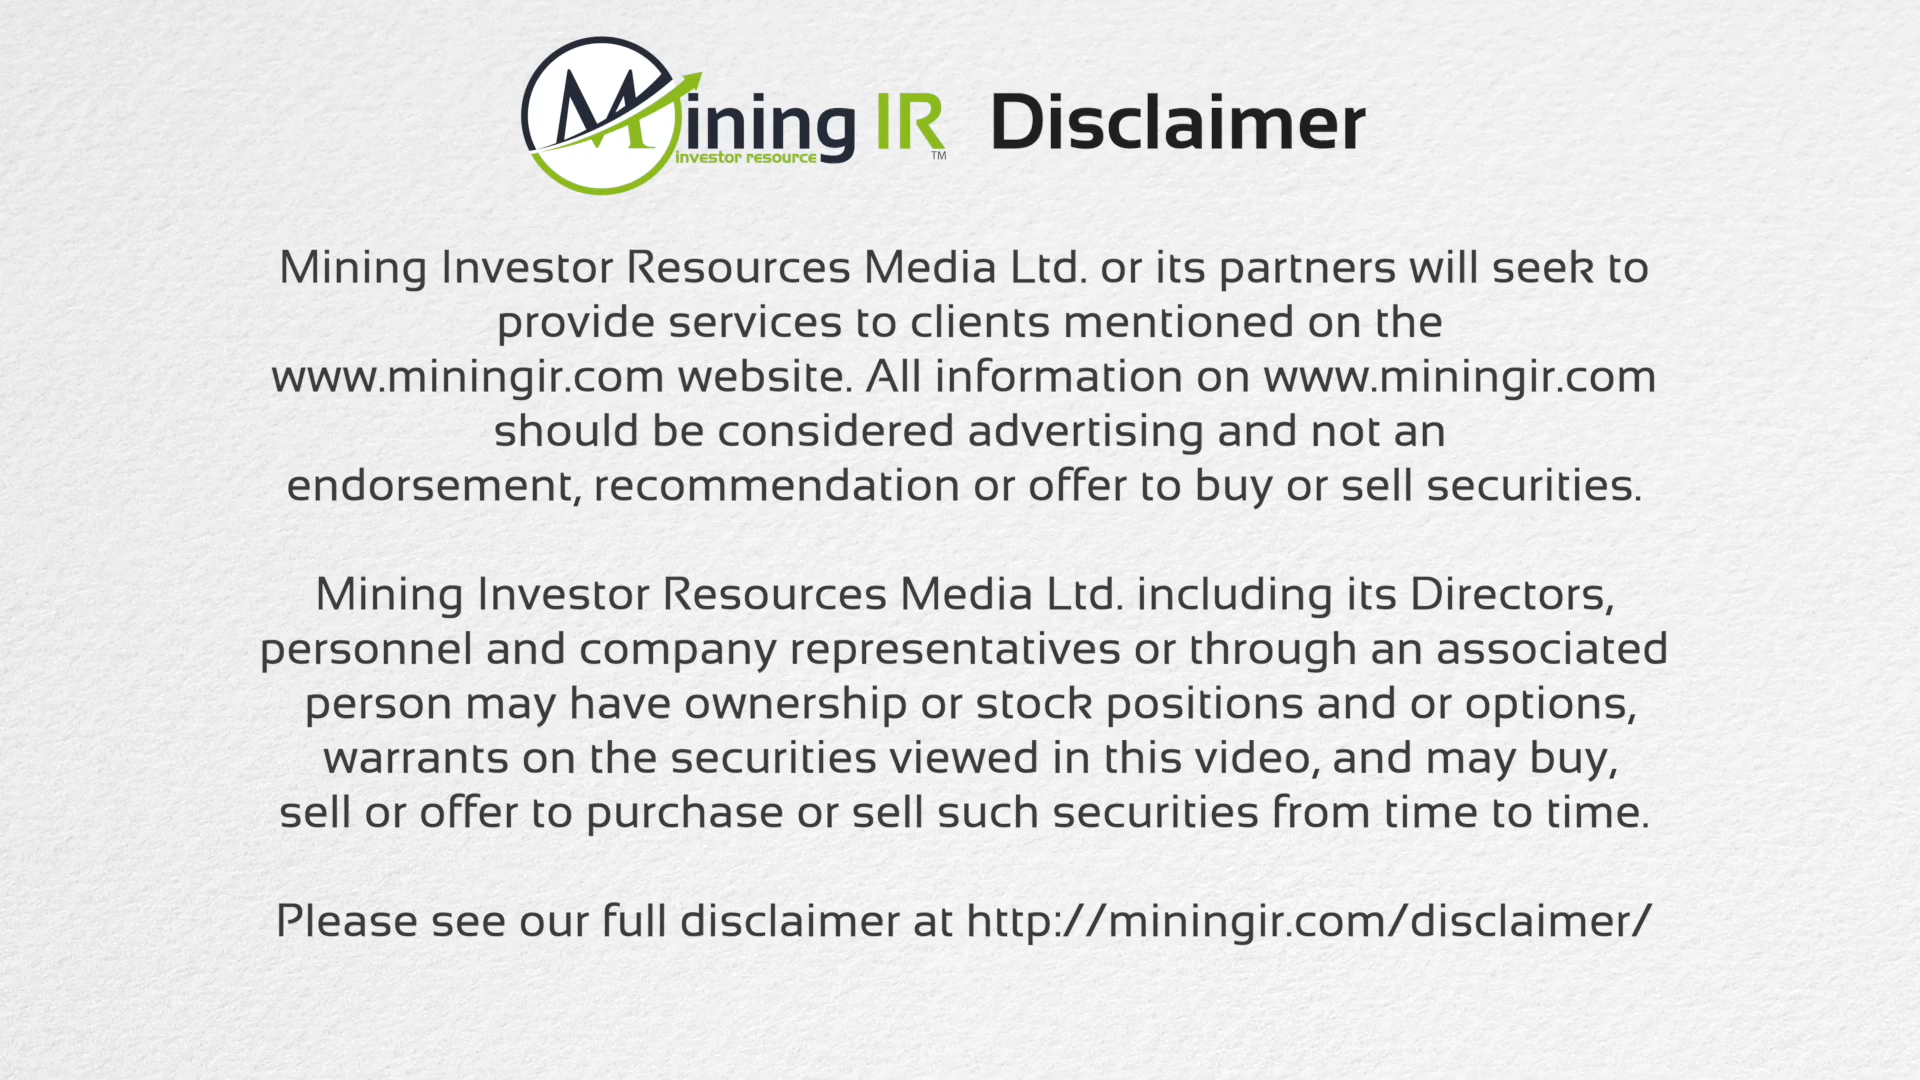 Mining IR™ Disclaimer
investor resource
Mining Investor Resources Media Ltd. or its partners will seek to
provide services to clients mentioned on the
www.miningir.com website. All information on www.miningir.com
should be considered advertising and not an
endorsement, recommendation or offer to buy or sell securities.
Mining Investor Resources Media Ltd. including its Directors,
personnel and company representatives or through an associated
person may have ownership or stock positions and or options,
warrants on the securities viewed in this video, and may buy,
sell or offer to purchase or sell such securities from time to time.
Please see our full disclaimer at http://miningir.com/disclaimer/